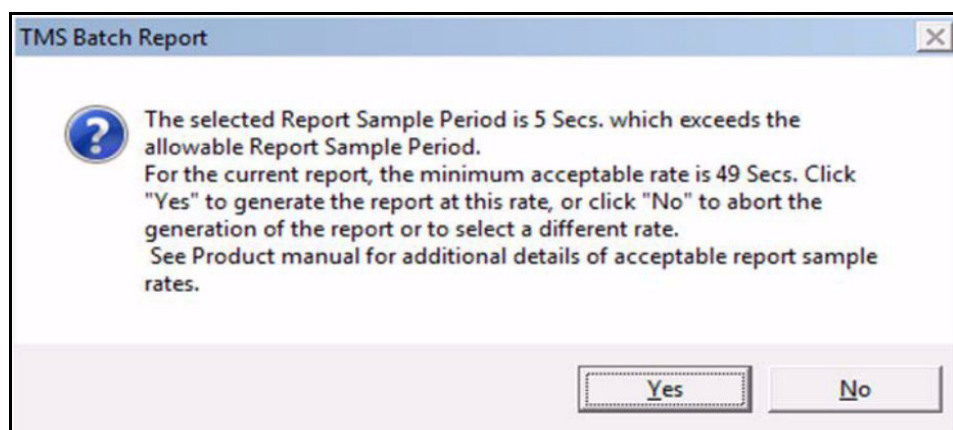 TMS Batch Report
The selected Report Sample Period is 5 Secs. which exceeds the
allowable Report Sample Period.
For the current report, the minimum acceptable rate is 49 Secs. Click
"Yes" to generate the report at this rate, or click "No" to abort the
generation of the report or to select a different rate.
See Product manual for additional details of acceptable report sample
rates.
Yes
No